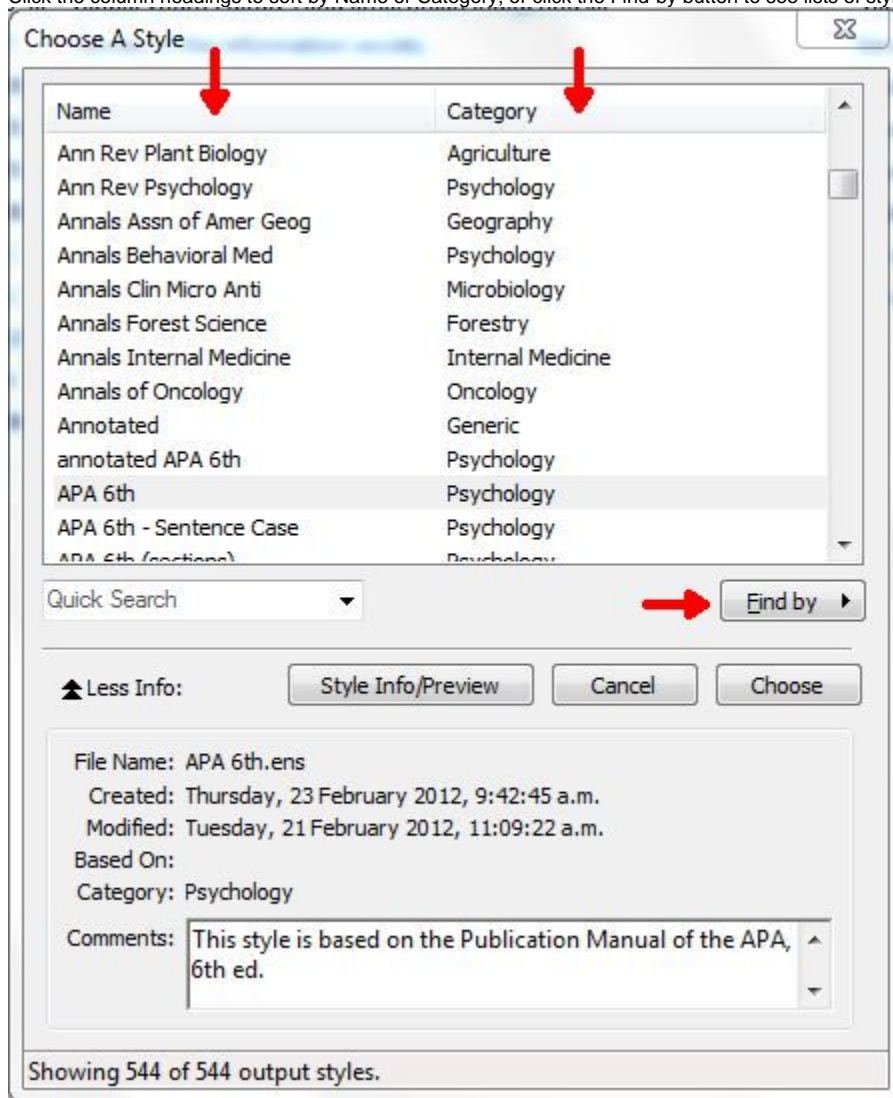 Click the column headings to sort by Name or Category, or click the Find by button to see lists of sty
Choose A Style
Name Category
Ann Rev Plant Biology Agriculture
Ann Rev Psychology Psychology
Annals Assn of Amer Geog Geography
Annals Behavioral Med Psychology
Annals Clin Micro Anti Microbiology
Annals Forest Science Forestry
Annals Internal Medicine Internal Medicine
Annals of Oncology Oncology
Annotated Generic
annotated APA 6th Psychology
APA 6th Psychology
APA 6th - Sentence Case Psychology
APA 6th (sections) Psychology
Quick Search Find by
Less Info: Style Info/Preview Cancel Choose
File Name: APA 6th.ens
Created: Thursday, 23 February 2012, 9:42:45 a.m.
Modified: Tuesday, 21 February 2012, 11:09:22 a.m.
Based On:
Category: Psychology
Comments: This style is based on the Publication Manual of the APA,
6th ed.
Showing 544 of 544 output styles.